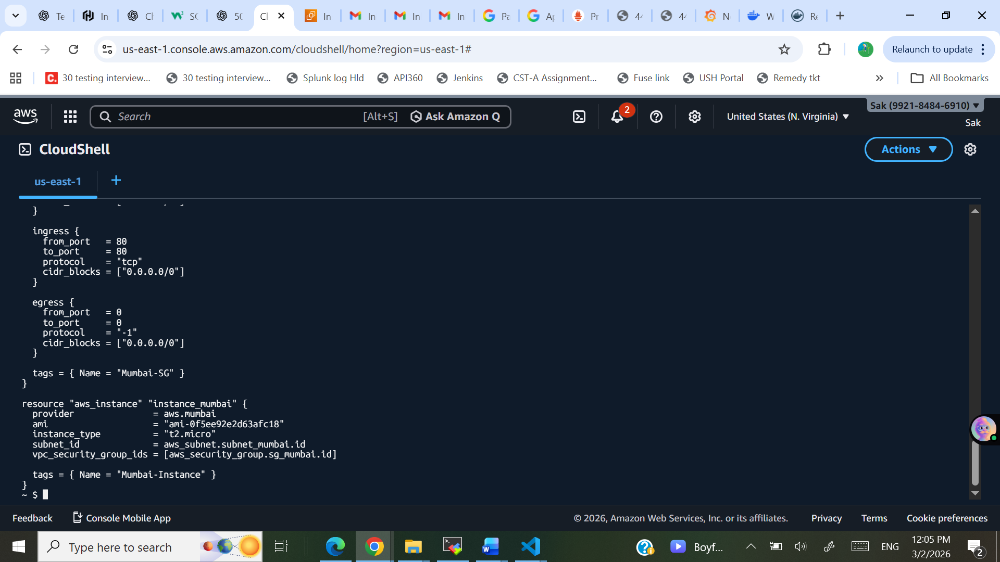 Te
In
Ch
SC
50
Cl
In
In
In
In
Pa
Ap
Pr
44
44
N
W
Re
us-east-1.console.aws.amazon.com/cloudshell/home?region=us-east-1#
Relaunch to update
C.
30 testing interview...
30 testing interview...
Splunk log Hld
API360
Jenkins
CST-A Assignment...
Fuse link
USH Portal
Remedy tkt
All Bookmarks
aws
Search
[Alt+S]
Ask Amazon Q
2
United States (N. Virginia)
Sak (9921-8484-6910)
Sak
CloudShell
Actions
us-east-1
}
ingress {
from_port = 80
to_port = 80
protocol = "tcp"
cidr_blocks = ["0.0.0.0/0"]
}
egress {
from_port = 0
to_port = 0
protocol = "-1"
cidr_blocks = ["0.0.0.0/0"]
}
tags = { Name = "Mumbai-SG" }
}
resource "aws_instance" "instance_mumbai" {
provider = aws.mumbai
ami = "ami-0f5ee92e2d63afc18"
instance_type = "t2.micro"
subnet_id = aws_subnet.subnet_mumbai.id
vpc_security_group_ids = [aws_security_group.sg_mumbai.id]
tags = { Name = "Mumbai-Instance" }
}
~ $
Feedback
Console Mobile App
© 2026, Amazon Web Services, Inc. or its affiliates.
Privacy
Terms
Cookie preferences
Type here to search
Boyf...
ENG
12:05 PM
3/2/2026
2